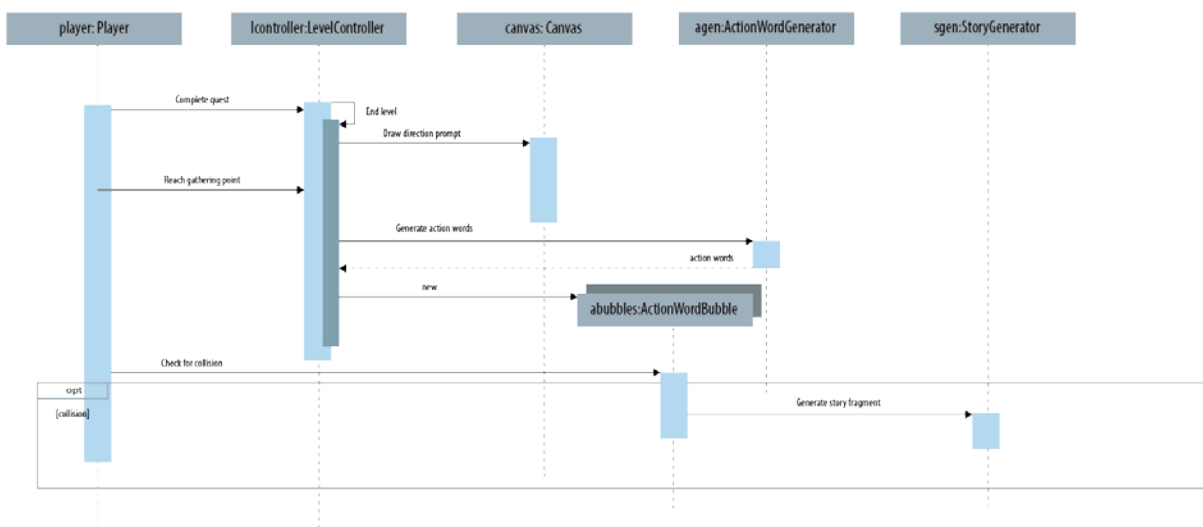 player: Player
lcontroller:LevelController
canvas: Canvas
agen:ActionWordGenerator
sgen:StoryGenerator
Complete quest
End level
Draw direction prompt
Reach gathering point
Generate action words
action words
new
abubbles:ActionWordBubble
Check for collision
opt
[collision]
Generate story fragment